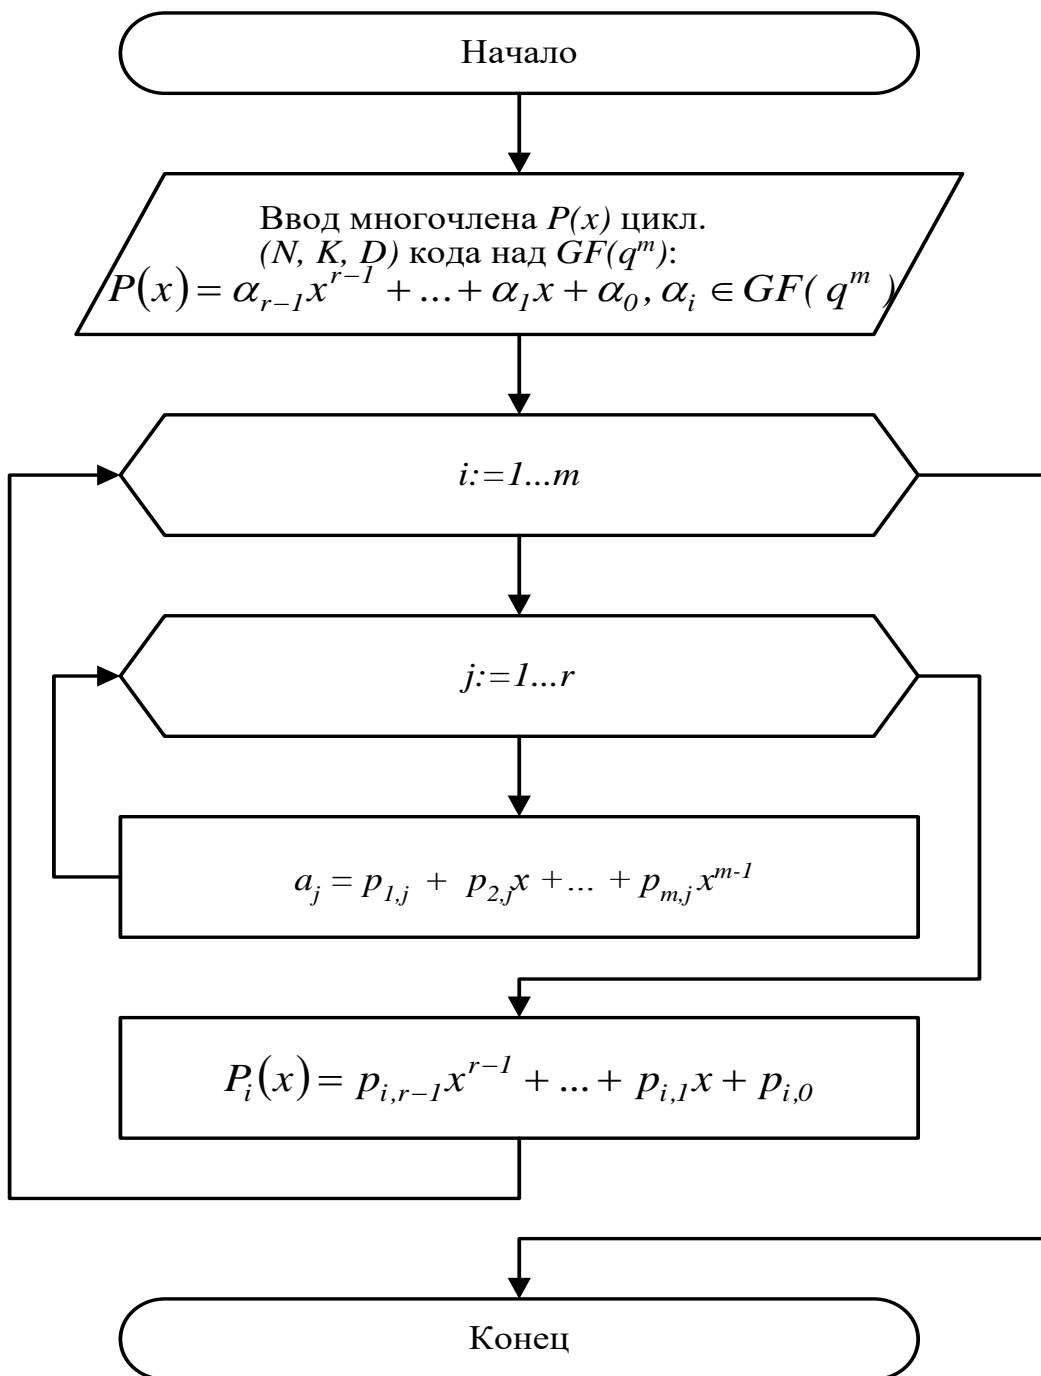 Начало
Ввод многочлена P(x) цикл.
(N, K, D) кода над GF(q^m):
P(x) = α_{r−1}x^{r−1} + ... + α_1x + α_0, α_i ∈ GF( q^m )
i:=1...m
j:=1...r
a_j = p_{1,j} + p_{2,j}x +... + p_{m,j}x^{m-1}
P_i(x) = p_{i,r−1}x^{r−1} + ... + p_{i,1}x + p_{i,0}
Конец